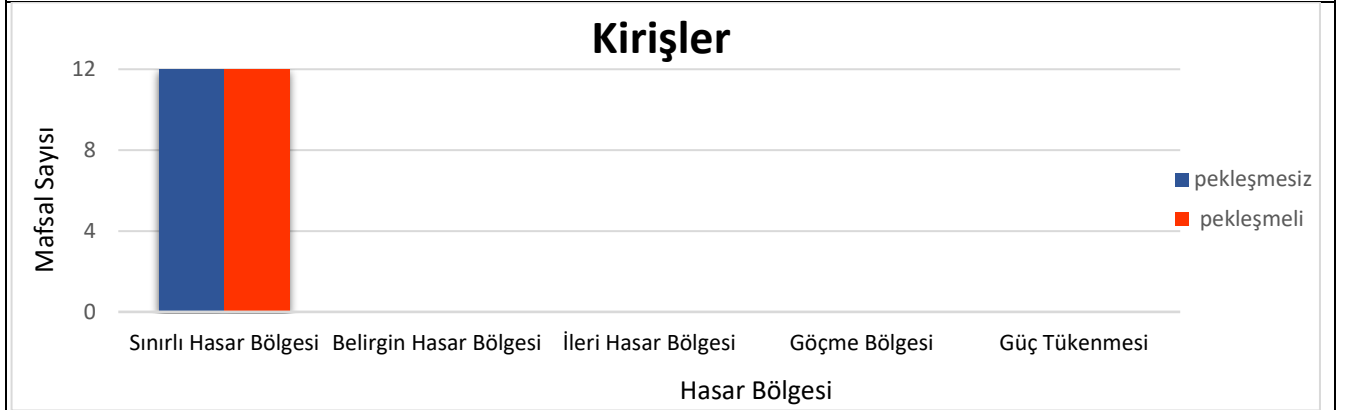 Kirişler
12
8
4
0
Mafsal Sayısı
Sınırlı Hasar Bölgesi Belirgin Hasar Bölgesi İleri Hasar Bölgesi Göçme Bölgesi Güç Tükenmesi
Hasar Bölgesi
pekleşmesiz
pekleşmeli